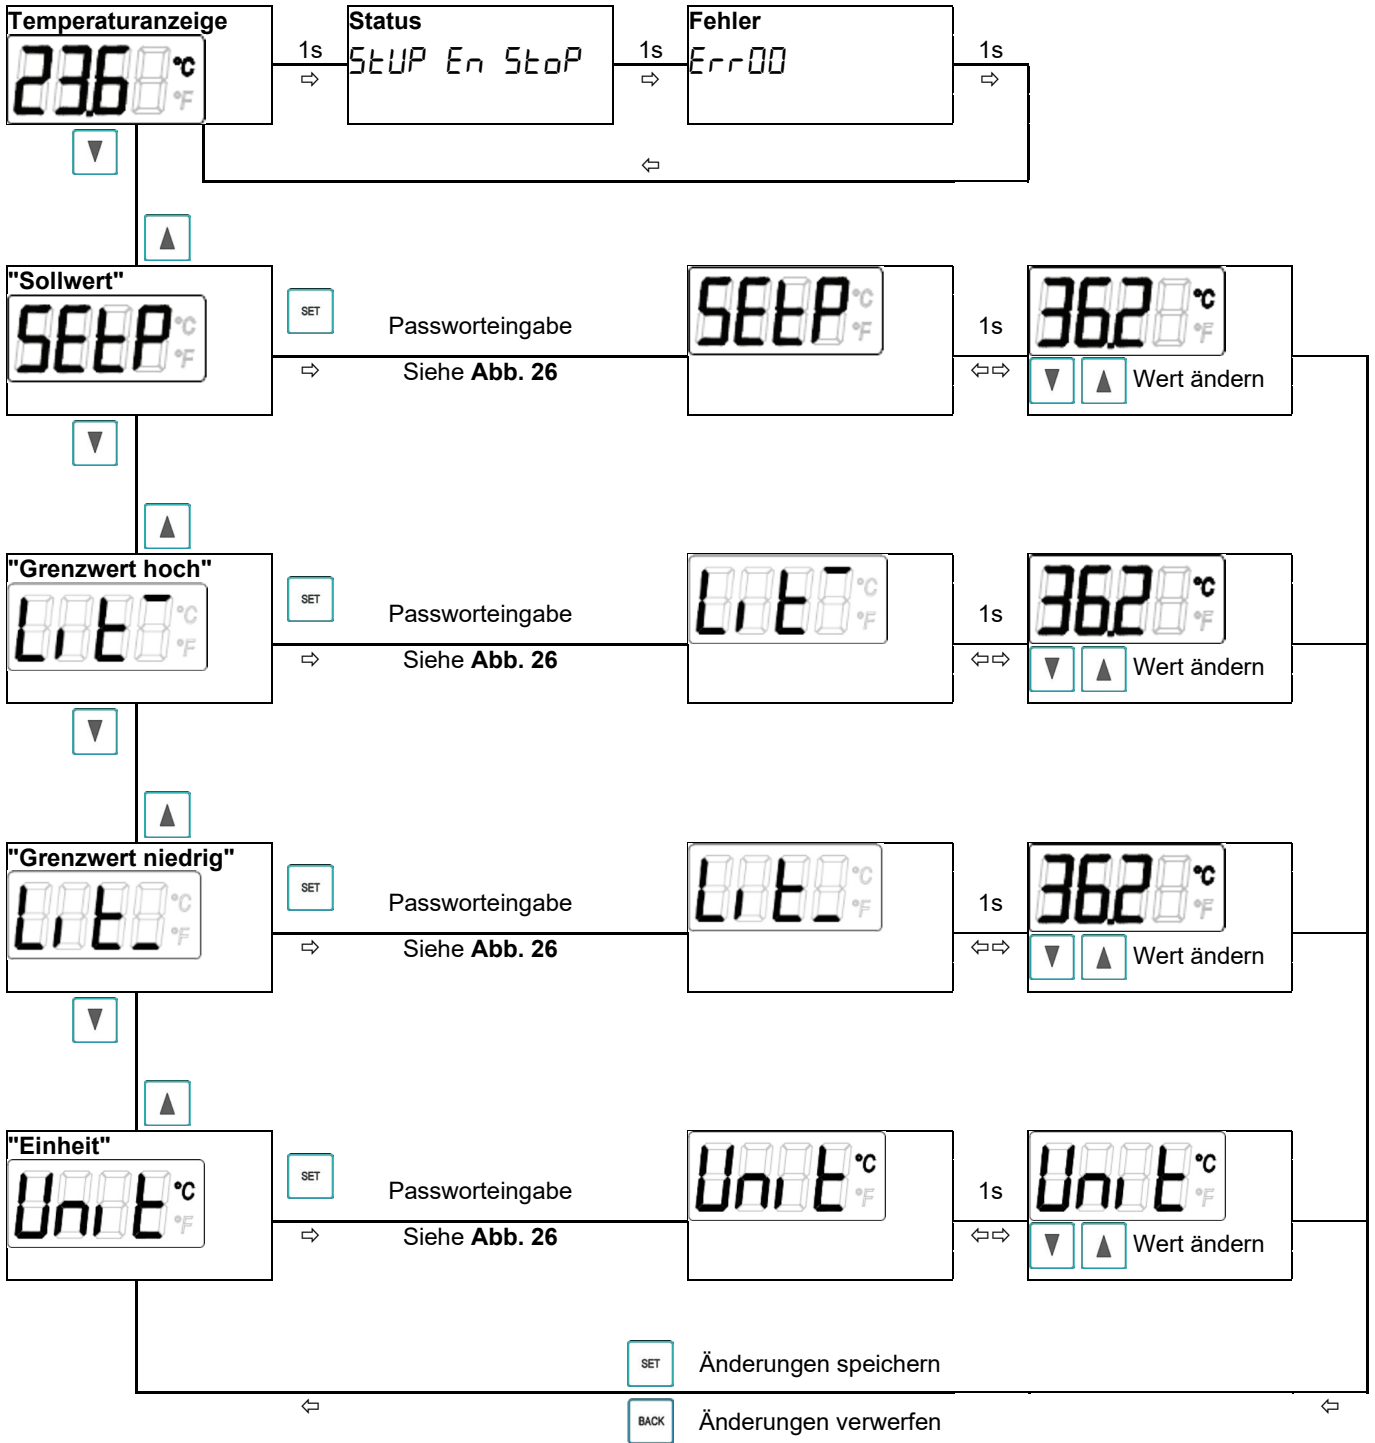 Temperaturanzeige
23.6 °C °F
1s
Status
StUP En StoP
1s
Fehler
Err00
1s
"Sollwert"
SEtP °C °F
SET
Passworteingabe
Siehe Abb. 26
SEtP °C °F
1s
36.2 °C °F
Wert ändern
"Grenzwert hoch"
Lit¯ °C °F
SET
Passworteingabe
Siehe Abb. 26
Lit¯ °C °F
1s
36.2 °C °F
Wert ändern
"Grenzwert niedrig"
Lit_ °C °F
SET
Passworteingabe
Siehe Abb. 26
Lit_ °C °F
1s
36.2 °C °F
Wert ändern
"Einheit"
Unit °C °F
SET
Passworteingabe
Siehe Abb. 26
Unit °C °F
1s
Unit °C °F
Wert ändern
SET Änderungen speichern
BACK Änderungen verwerfen